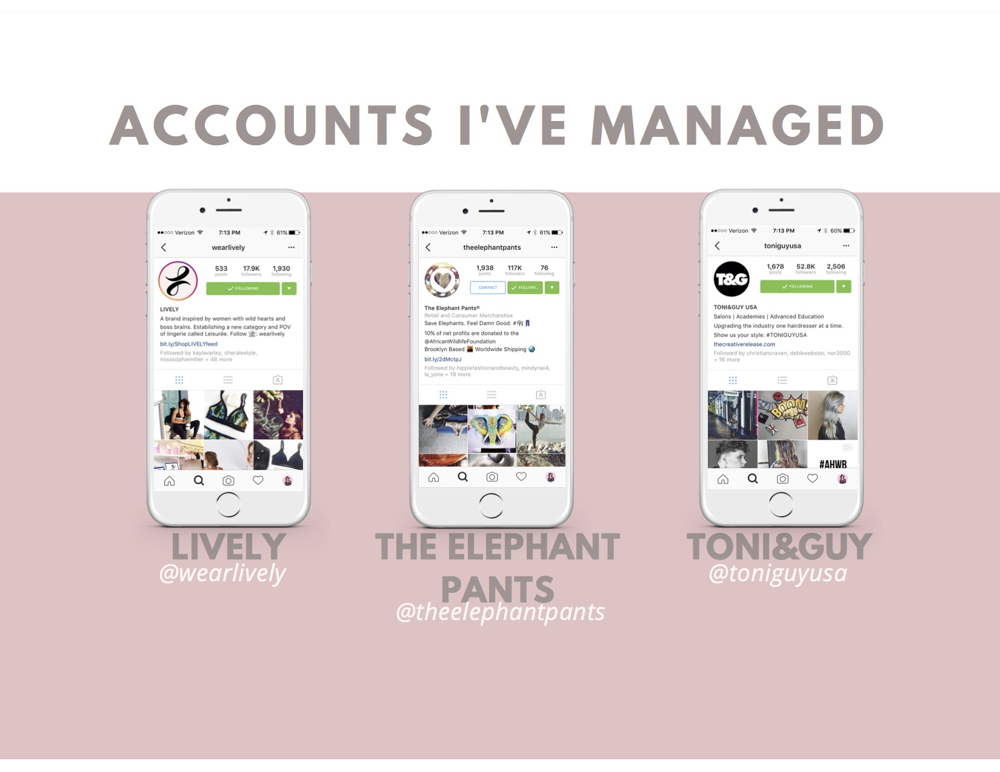 ACCOUNTS I'VE MANAGED
Verizon 7:13 PM 61%
wearlively
533 17.9K 1,930
posts followers following
FOLLOWING
LIVELY
A brand inspired by women with wild hearts and
boss brains. Establishing a new category and POV
of lingerie called Leisurée. Follow : wearlively
bit.ly/ShopLIVELYfeed
Followed by kaylavarley, cheraleelyle,
misssophiemiller + 48 more
LIVELY
@wearlively
Verizon 7:13 PM 61%
theelephantpants
1,938 117K 76
posts followers following
CONTACT FOLLOWI...
The Elephant Pants®
Retail and Consumer Merchandise
Save Elephants. Feel Damn Good. #🐘👖
10% of net profits are donated to the
@AfricanWildlifeFoundation
Brooklyn Based 🌇 Worldwide Shipping 🌏
bit.ly/2dMctpJ
Followed by hippiefashionandbeauty, mindyrae4,
le_yone + 18 more
THE ELEPHANT
PANTS
@theelephantpants
Verizon 7:13 PM 60%
toniguyusa
T&G
1,678 52.8K 2,506
posts followers following
FOLLOWING
TONI&GUY USA
Salons | Academies | Advanced Education
Upgrading the industry one hairdresser at a time.
Show us your style: #TONIGUYUSA
thecreativerelease.com
Followed by christiancraven, debbwebster, nor3000
+ 16 more
BOOM
#AHWB
TONI&GUY
@toniguyusa